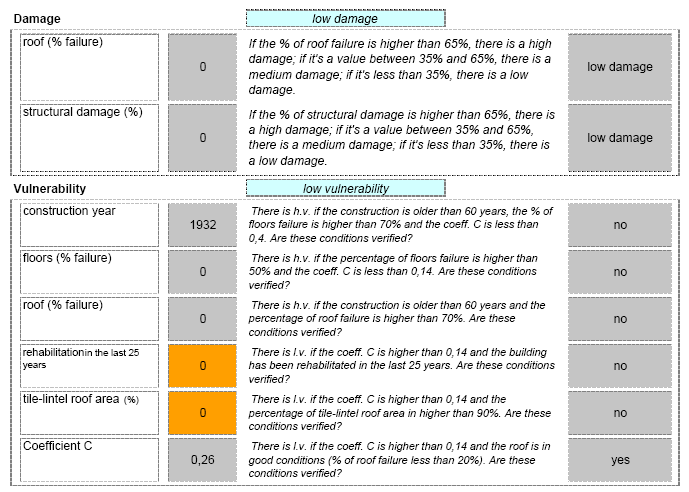 Damage
low damage
roof (% failure)
0
If the % of roof failure is higher than 65%, there is a high
damage; if it's a value between 35% and 65%, there is a
medium damage; if it's less than 35%, there is a low
damage.
low damage
structural damage (%)
0
If the % of structural damage is higher than 65%, there is
a high damage; if it's a value between 35% and 65%,
there is a medium damage; if it's less than 35%, there is
a low damage.
low damage
Vulnerability
low vulnerability
construction year
1932
There is h.v. if the construction is older than 60 years, the % of
floors failure is higher than 70% and the coeff. C is less than
0,4. Are these conditions verified?
no
floors (% failure)
0
There is h.v. if the percentage of floors failure is higher than
50% and the coeff. C is less than 0,14. Are these conditions
verified?
no
roof (% failure)
0
There is h.v. if the construction is older than 60 years and the
percentage of roof failure is higher than 70%. Are these
conditions verified?
no
rehabilitation in the last 25
years
0
There is l.v. if the coeff. C is higher than 0,14 and the building
has been rehabilitated in the last 25 years. Are these conditions
verified?
no
tile-lintel roof area (%)
0
There is l.v. if the coeff. C is higher than 0,14 and the
percentage of tile-lintel roof area in higher than 90%. Are these
conditions verified?
no
Coefficient C
0,26
There is l.v. if the coeff. C is higher than 0,14 and the roof is in
good conditions (% of roof failure less than 20%). Are these
conditions verified?
yes